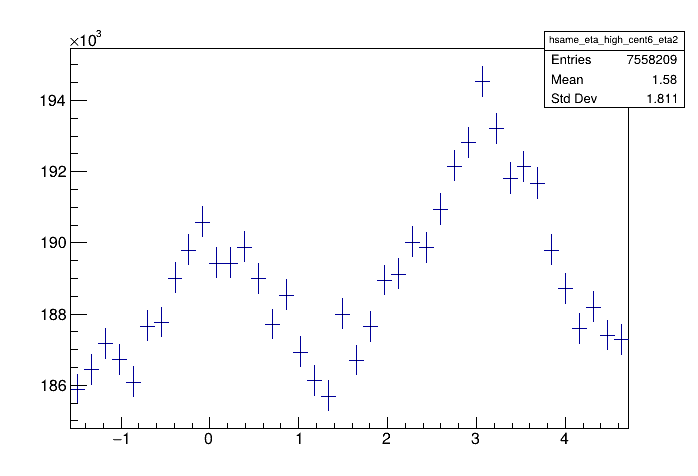 ×10³
hsame_eta_high_cent6_eta2
Entries 7558209
Mean 1.58
Std Dev 1.811
194
192
190
188
186
−1 0 1 2 3 4